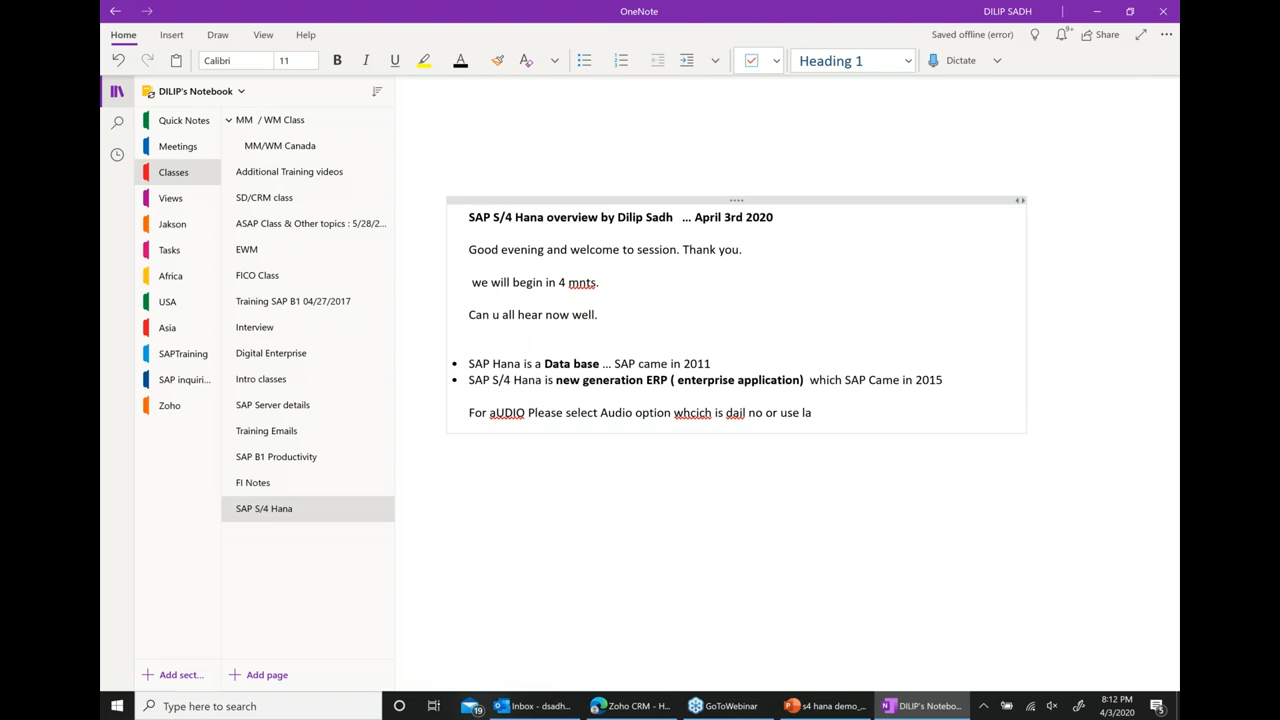 OneNote
DILIP SADH
Home Insert Draw View Help
Saved offline (error)
9+
Share
Calibri 11 B I U A A
Heading 1
Dictate
DILIP's Notebook
Quick Notes
Meetings
Classes
Views
Jakson
Tasks
Africa
USA
Asia
SAPTraining
SAP inquiri...
Zoho
Add sect...
MM / WM Class
MM/WM Canada
Additional Training videos
SD/CRM class
ASAP Class & Other topics : 5/28/2...
EWM
FICO Class
Training SAP B1 04/27/2017
Interview
Digital Enterprise
Intro classes
SAP Server details
Training Emails
SAP B1 Productivity
FI Notes
SAP S/4 Hana
Add page
SAP S/4 Hana overview by Dilip Sadh ... April 3rd 2020
Good evening and welcome to session. Thank you.
we will begin in 4 mnts.
Can u all hear now well.
• SAP Hana is a Data base ... SAP came in 2011
• SAP S/4 Hana is new generation ERP ( enterprise application) which SAP Came in 2015
For aUDIO Please select Audio option whcich is dail no or use la
Type here to search
19
Inbox - dsadh...
Zoho CRM - H...
GoToWebinar
s4 hana demo_...
DILIP's Notebo...
8:12 PM
4/3/2020
5